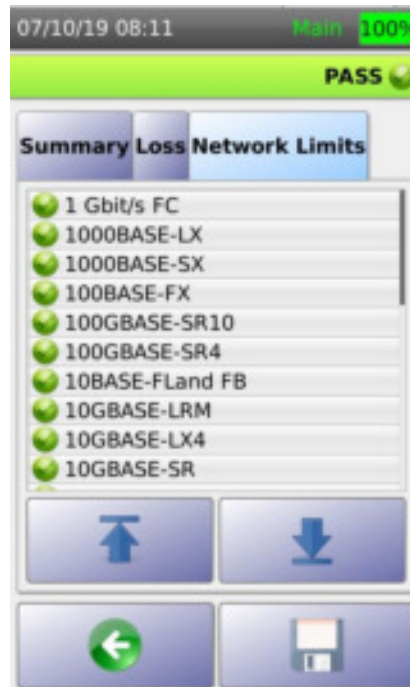 07/10/19 08:11 Main 100%
PASS
Summary Loss Network Limits
1 Gbit/s FC
1000BASE-LX
1000BASE-SX
100BASE-FX
100GBASE-SR10
100GBASE-SR4
10BASE-FLand FB
10GBASE-LRM
10GBASE-LX4
10GBASE-SR